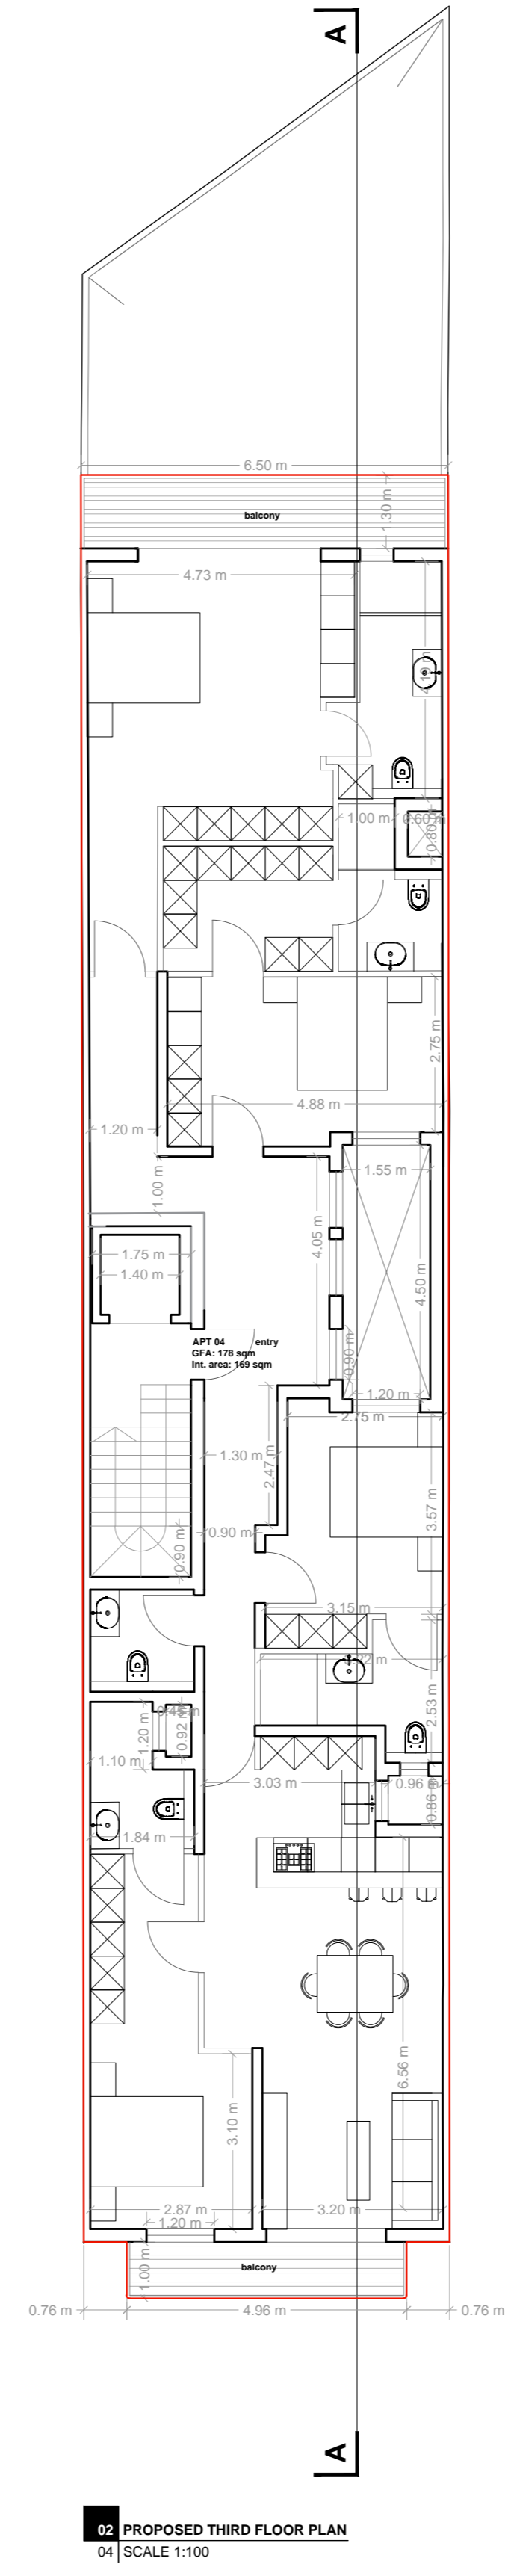 A
6.50 m
1.30 m
balcony
4.73 m
1.00 m
0.60 m
0.80 m
2.75 m
4.88 m
1.20 m
1.00 m
1.55 m
4.05 m
4.50 m
1.75 m
1.40 m
APT 04 entry
GFA: 178 sqm
Int. area: 169 sqm
0.90 m
1.20 m
2.75 m
1.30 m
2.47 m
3.57 m
0.90 m
0.90 m
3.15 m
2.53 m
1.20 m
0.92 m
1.10 m
3.03 m
0.96 m
0.86 m
1.84 m
6.56 m
3.10 m
2.87 m
3.20 m
1.20 m
1.00 m
balcony
0.76 m
4.96 m
0.76 m
A
02 PROPOSED THIRD FLOOR PLAN
04 SCALE 1:100